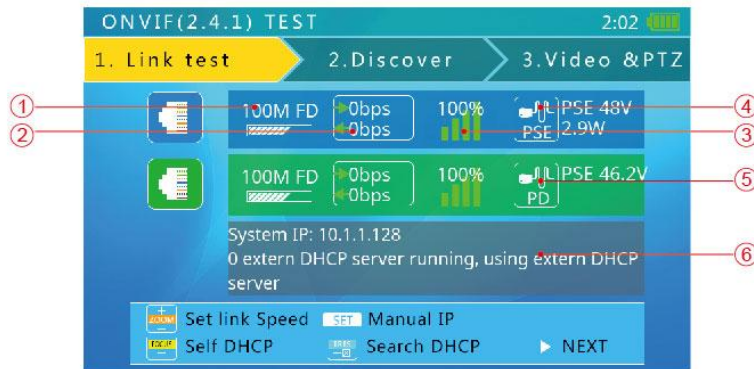 ONVIF(2.4.1) TEST 2:02
1. Link test 2.Discover 3.Video &PTZ
① 100M FD 0bps 100% PSE 48V ④
② 0bps PSE 2.9W ③
100M FD 0bps 100% PSE 46.2V ⑤
0bps PD
System IP: 10.1.1.128
0 extern DHCP server running, using extern DHCP ⑥
server
ZOOM Set link Speed SET Manual IP
FOCUS Self DHCP IRIS Search DHCP NEXT